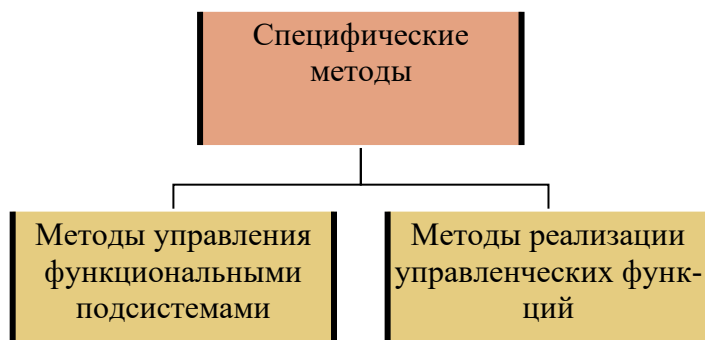 Специфические
методы
Методы управления
функциональными
подсистемами
Методы реализации
управленческих функ-
ций